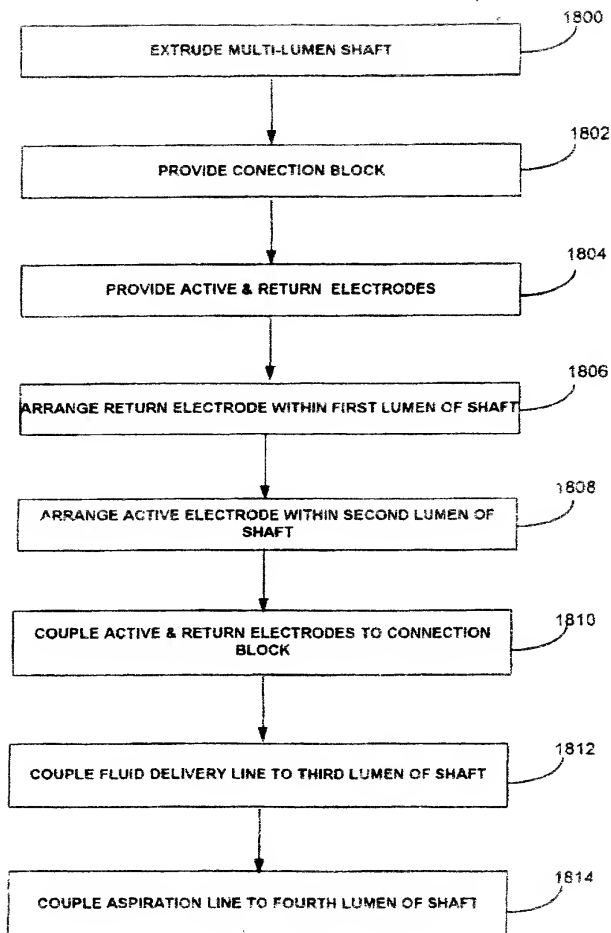 1800
EXTRUDE MULTI-LUMEN SHAFT
1802
PROVIDE CONECTION BLOCK
1804
PROVIDE ACTIVE & RETURN ELECTRODES
1806
ARRANGE RETURN ELECTRODE WITHIN FIRST LUMEN OF SHAFT
1808
ARRANGE ACTIVE ELECTRODE WITHIN SECOND LUMEN OF
SHAFT
1810
COUPLE ACTIVE & RETURN ELECTRODES TO CONNECTION
BLOCK
1812
COUPLE FLUID DELIVERY LINE TO THIRD LUMEN OF SHAFT
1814
COUPLE ASPIRATION LINE TO FOURTH LUMEN OF SHAFT